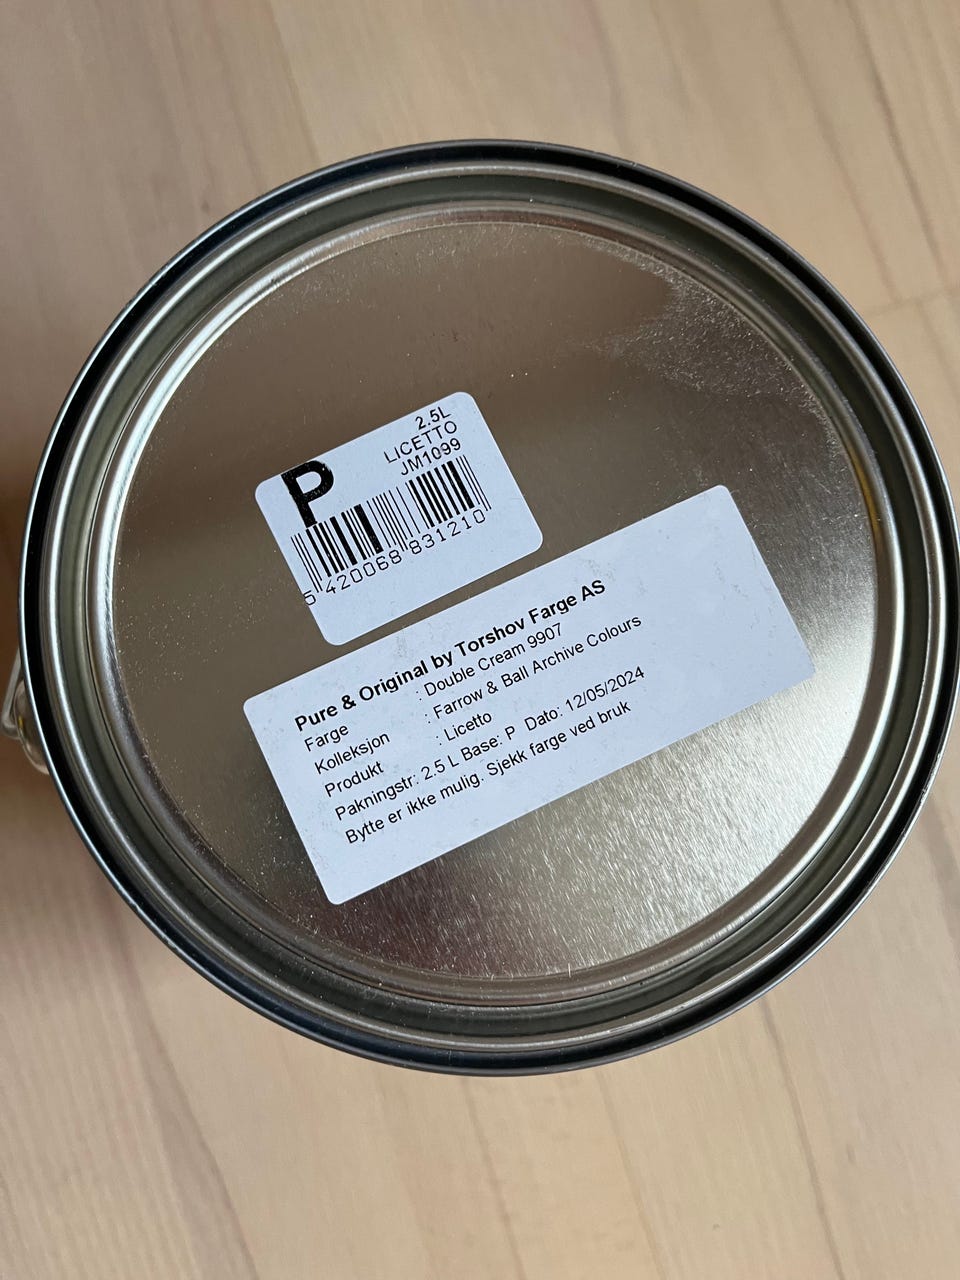 2.5L
LICETTO
P
JM1099
5 420068 831210
Pure & Original by Torshov Farge AS
Farge : Double Cream 9907
Kolleksjon : Farrow & Ball Archive Colours
Produkt : Licetto
Pakningstr: 2.5 L Base: P Dato: 12/05/2024
Bytte er ikke mulig. Sjekk farge ved bruk